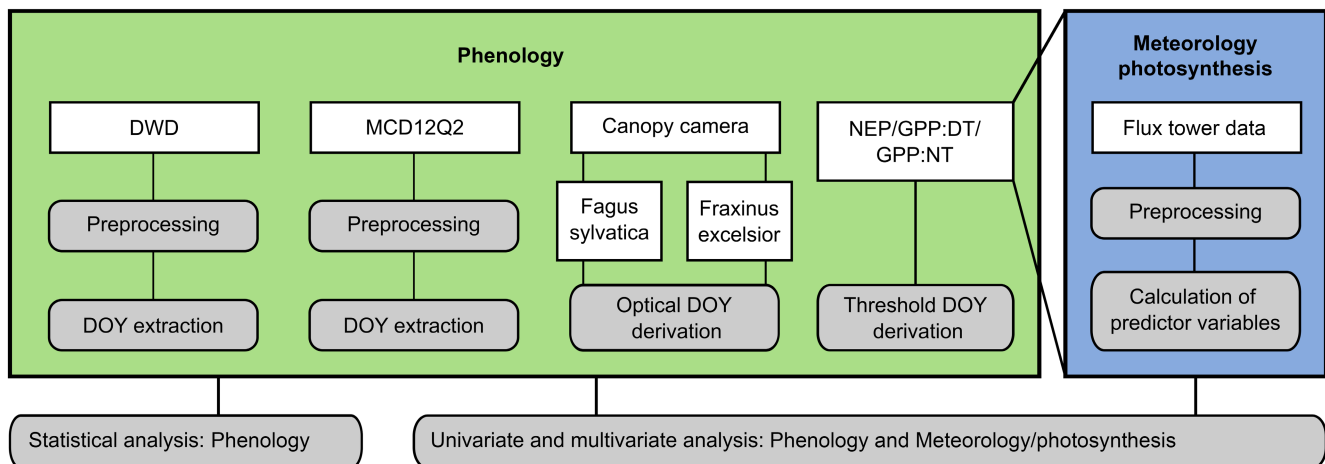 Phenology
DWD
Preprocessing
DOY extraction
MCD12Q2
Preprocessing
DOY extraction
Canopy camera
Fagus
sylvatica
Fraxinus
excelsior
Optical DOY
derivation
NEP/GPP:DT/
GPP:NT
Threshold DOY
derivation
Meteorology
photosynthesis
Flux tower data
Preprocessing
Calculation of
predictor variables
Statistical analysis: Phenology
Univariate and multivariate analysis: Phenology and Meteorology/photosynthesis